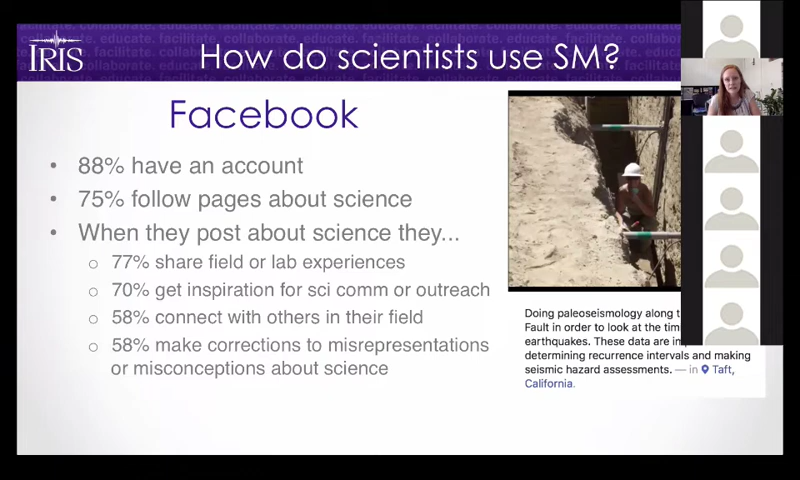 IRIS
How do scientists use SM?
Facebook
• 88% have an account
• 75% follow pages about science
• When they post about science they...
○ 77% share field or lab experiences
○ 70% get inspiration for sci comm or outreach
○ 58% connect with others in their field
○ 58% make corrections to misrepresentations
or misconceptions about science
Doing paleoseismology along
Fault in order to look at the
earthquakes. These data are
determining recurrence intervals and making
seismic hazard assessments. — in Taft,
California.